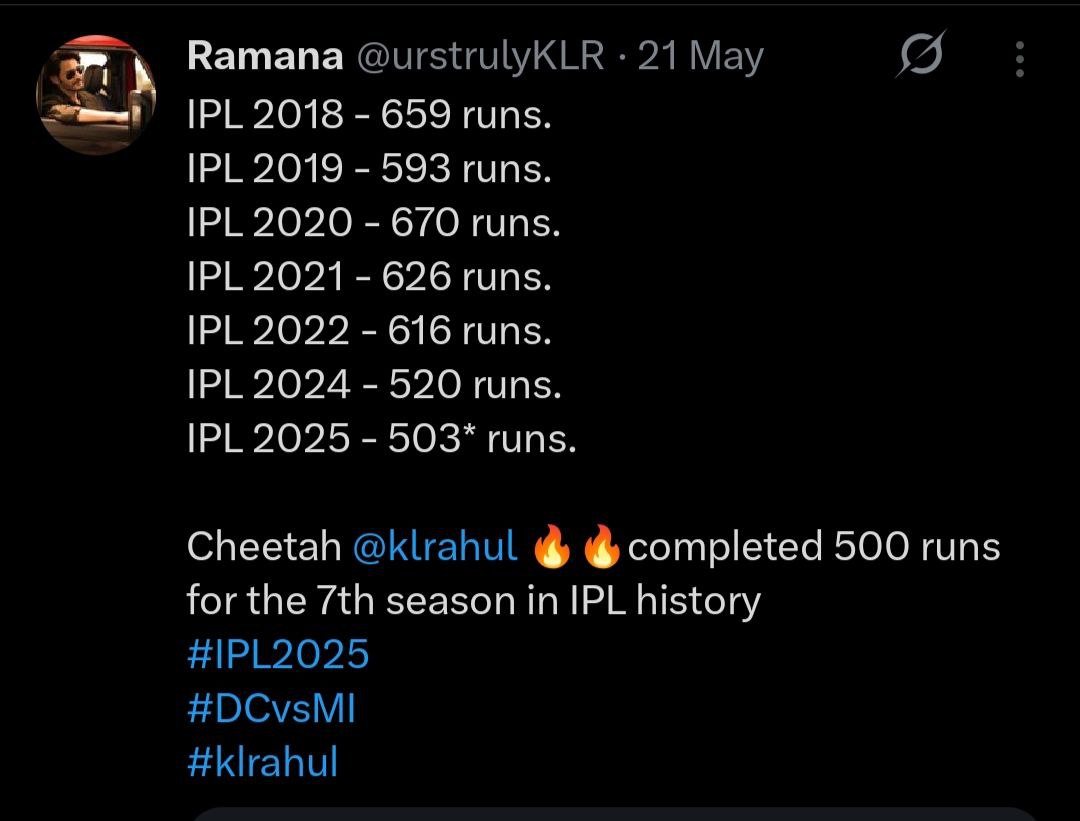 Ramana @urstrulyKLR · 21 May
IPL 2018 - 659 runs.
IPL 2019 - 593 runs.
IPL 2020 - 670 runs.
IPL 2021 - 626 runs.
IPL 2022 - 616 runs.
IPL 2024 - 520 runs.
IPL 2025 - 503* runs.
Cheetah @klrahul 🔥🔥completed 500 runs
for the 7th season in IPL history
#IPL2025
#DCvsMI
#klrahul